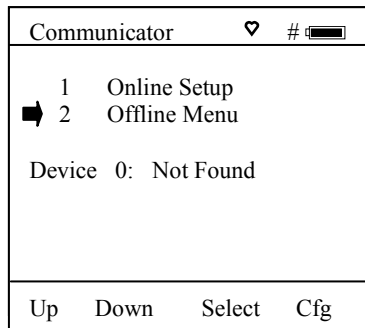 Communicator ♡ #
1 Online Setup
2 Offline Menu
Device 0: Not Found
Up Down Select Cfg